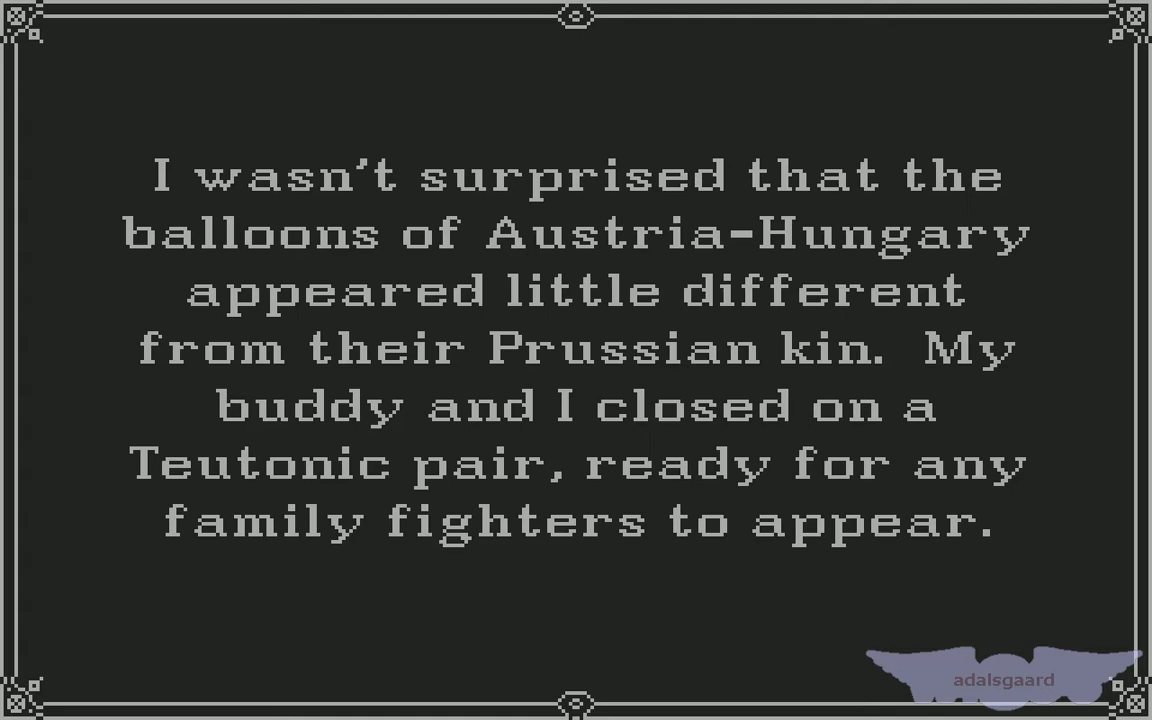 I wasn't surprised that the
balloons of Austria-Hungary
appeared little different
from their Prussian kin.  My
buddy and I closed on a
Teutonic pair, ready for any
family fighters to appear.
adalsgaard